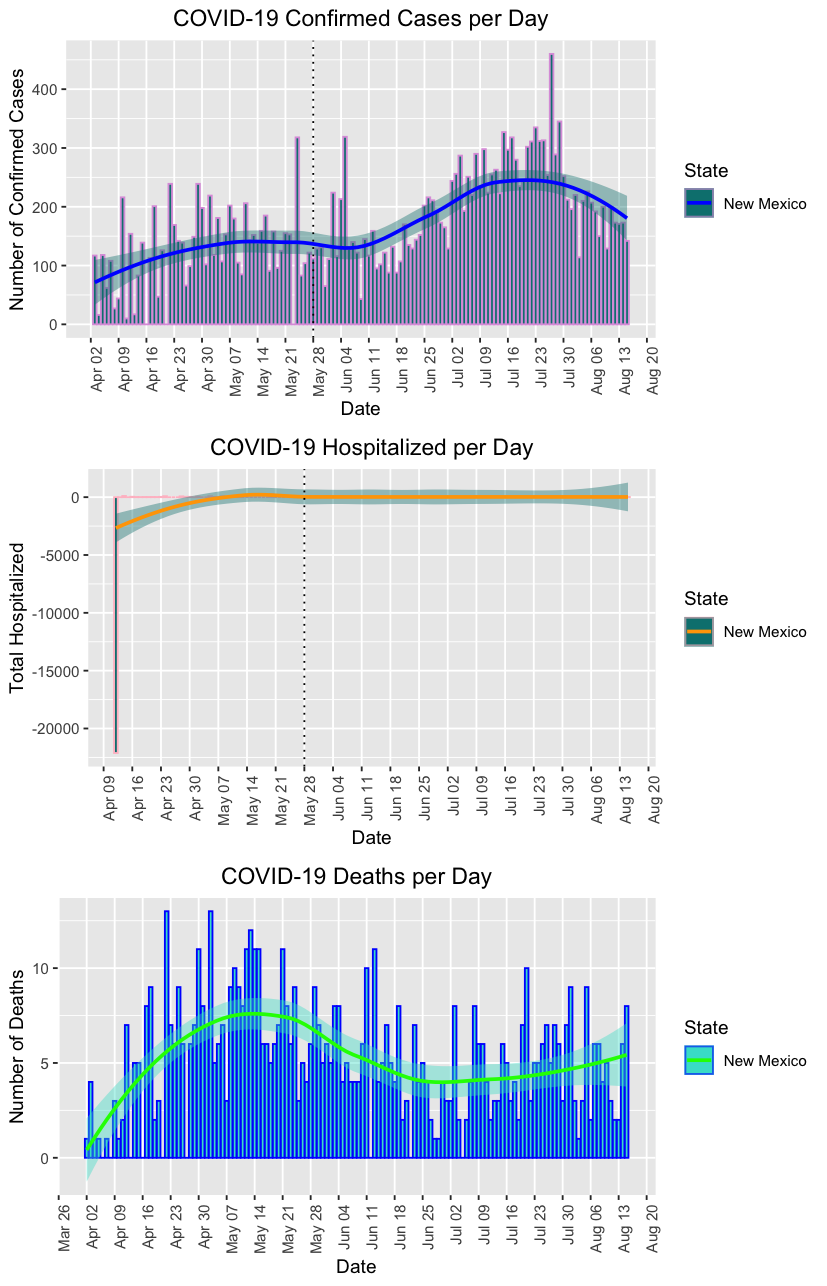 COVID-19 Confirmed Cases per Day
Number of Confirmed Cases
400
300
200
100
0
Apr 02
Apr 09
Apr 16
Apr 23
Apr 30
May 07
May 14
May 21
May 28
Jun 04
Jun 11
Jun 18
Jun 25
Jul 02
Jul 09
Jul 16
Jul 23
Jul 30
Aug 06
Aug 13
Aug 20
Date
State
New Mexico
COVID-19 Hospitalized per Day
Total Hospitalized
0
-5000
-10000
-15000
-20000
Apr 09
Apr 16
Apr 23
Apr 30
May 07
May 14
May 21
May 28
Jun 04
Jun 11
Jun 18
Jun 25
Jul 02
Jul 09
Jul 16
Jul 23
Jul 30
Aug 06
Aug 13
Aug 20
Date
State
New Mexico
COVID-19 Deaths per Day
Number of Deaths
10
5
0
Mar 26
Apr 02
Apr 09
Apr 16
Apr 23
Apr 30
May 07
May 14
May 21
May 28
Jun 04
Jun 11
Jun 18
Jun 25
Jul 02
Jul 09
Jul 16
Jul 23
Jul 30
Aug 06
Aug 13
Aug 20
Date
State
New Mexico